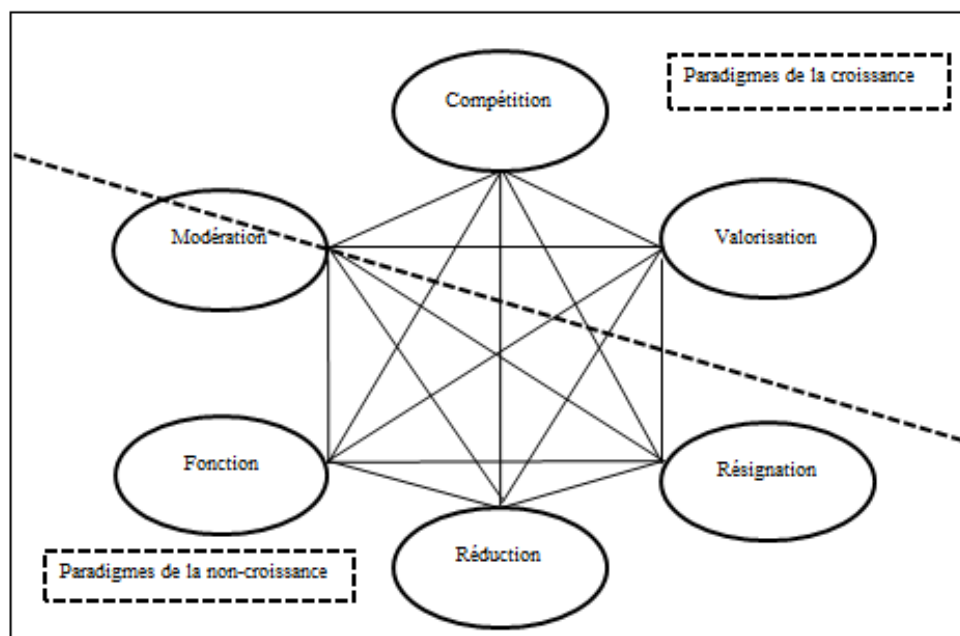 Paradigmes de la croissance
Compétition
Modération
Valorisation
Fonction
Résignation
Réduction
Paradigmes de la non-croissance